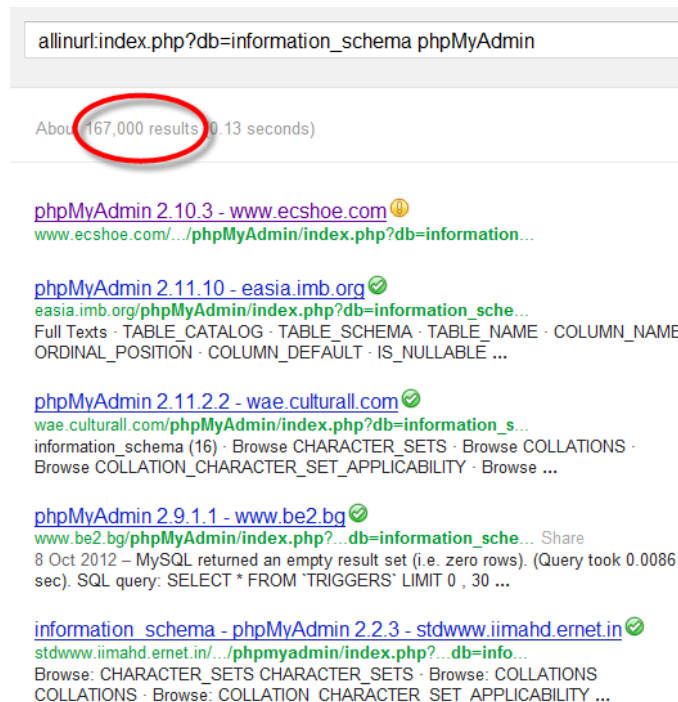 allinurl:index.php?db=information_schema phpMyAdmin
About 167,000 results (0.13 seconds)
phpMyAdmin 2.10.3 - www.ecshoe.com
www.ecshoe.com/.../phpMyAdmin/index.php?db=information...
phpMyAdmin 2.11.10 - easia.imb.org
easia.imb.org/phpMyAdmin/index.php?db=information_sche...
Full Texts · TABLE_CATALOG · TABLE_SCHEMA · TABLE_NAME · COLUMN_NAME
ORDINAL_POSITION · COLUMN_DEFAULT · IS_NULLABLE ...
phpMyAdmin 2.11.2.2 - wae.culturall.com
wae.culturall.com/phpMyAdmin/index.php?db=information_s...
information_schema (16) · Browse CHARACTER_SETS · Browse COLLATIONS ·
Browse COLLATION_CHARACTER_SET_APPLICABILITY · Browse ...
phpMyAdmin 2.9.1.1 - www.be2.bg
www.be2.bg/phpMyAdmin/index.php?...db=information_sche... Share
8 Oct 2012 – MySQL returned an empty result set (i.e. zero rows). (Query took 0.0086
sec). SQL query: SELECT * FROM `TRIGGERS` LIMIT 0 , 30 ...
information_schema - phpMyAdmin 2.2.3 - stdwww.iimahd.ernet.in
stdwww.iimahd.ernet.in/.../phpmyadmin/index.php?...db=info...
Browse: CHARACTER_SETS CHARACTER_SETS · Browse: COLLATIONS
COLLATIONS · Browse: COLLATION_CHARACTER_SET_APPLICABILITY ...